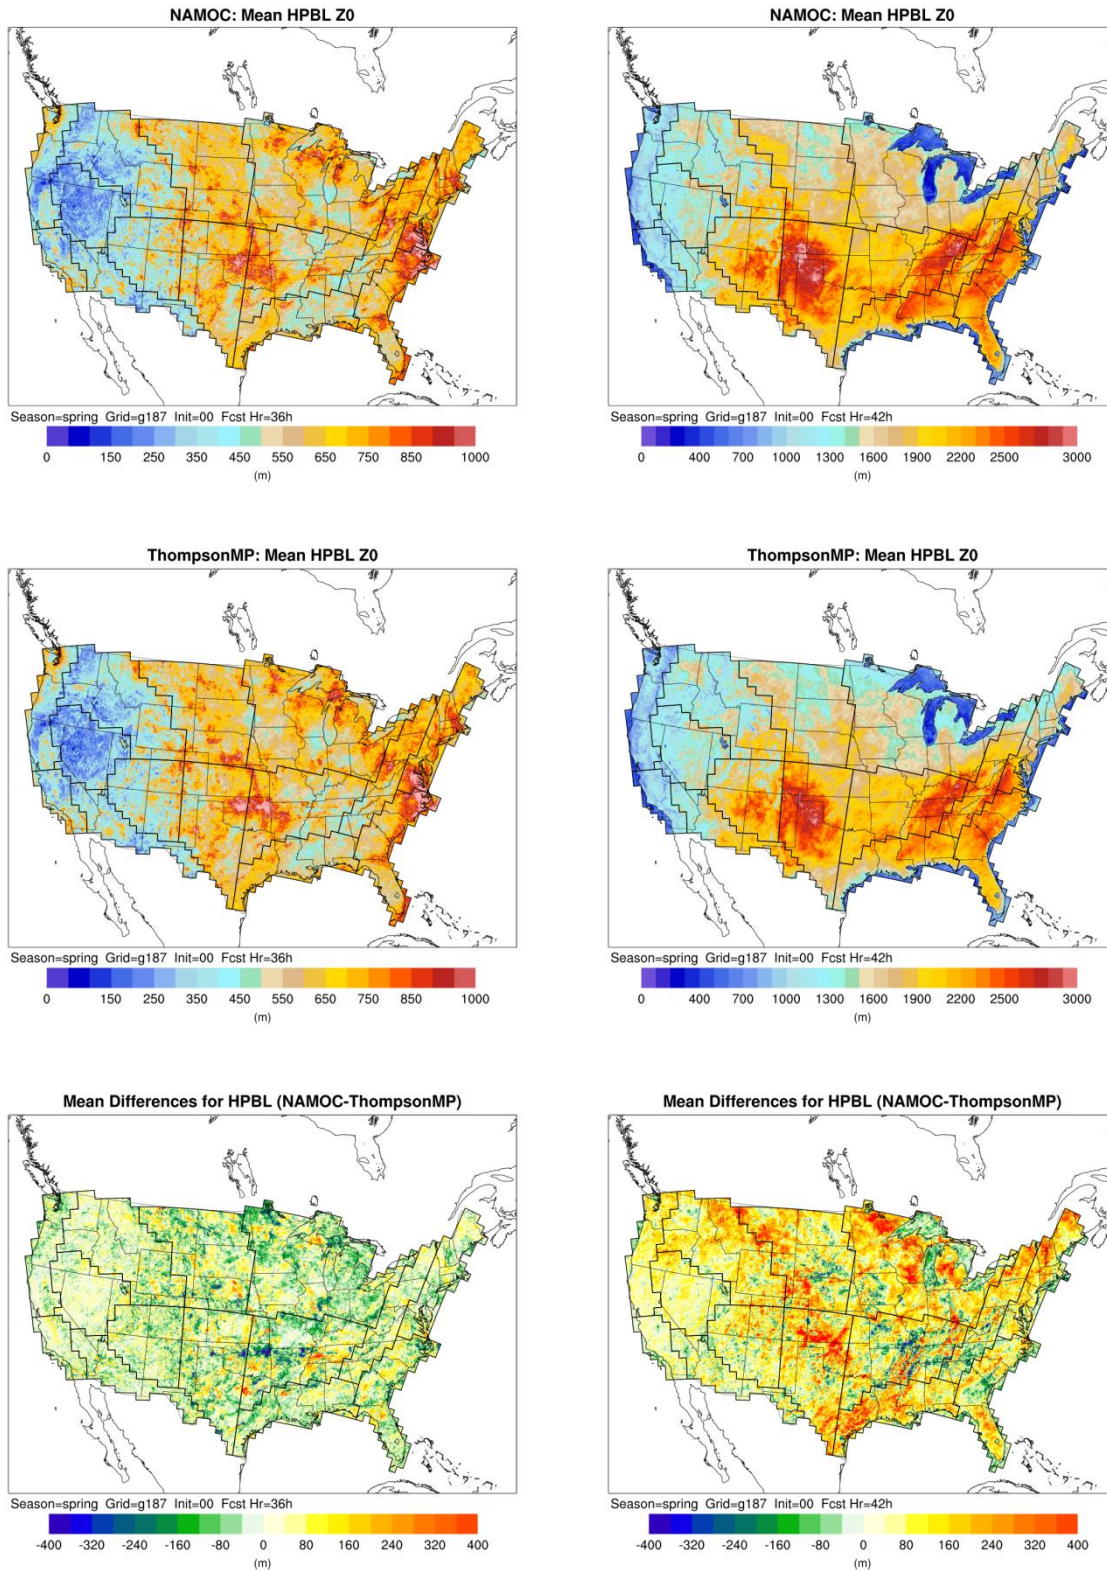 NAMOC: Mean HPBL Z0
Season=spring Grid=g187 Init=00 Fcst Hr=36h
0 150 250 350 450 550 650 750 850 1000
(m)
NAMOC: Mean HPBL Z0
Season=spring Grid=g187 Init=00 Fcst Hr=42h
0 400 700 1000 1300 1600 1900 2200 2500 3000
(m)
ThompsonMP: Mean HPBL Z0
Season=spring Grid=g187 Init=00 Fcst Hr=36h
0 150 250 350 450 550 650 750 850 1000
(m)
ThompsonMP: Mean HPBL Z0
Season=spring Grid=g187 Init=00 Fcst Hr=42h
0 400 700 1000 1300 1600 1900 2200 2500 3000
(m)
Mean Differences for HPBL (NAMOC-ThompsonMP)
Season=spring Grid=g187 Init=00 Fcst Hr=36h
-400 -320 -240 -160 -80 0 80 160 240 320 400
(m)
Mean Differences for HPBL (NAMOC-ThompsonMP)
Season=spring Grid=g187 Init=00 Fcst Hr=42h
-400 -320 -240 -160 -80 0 80 160 240 320 400
(m)